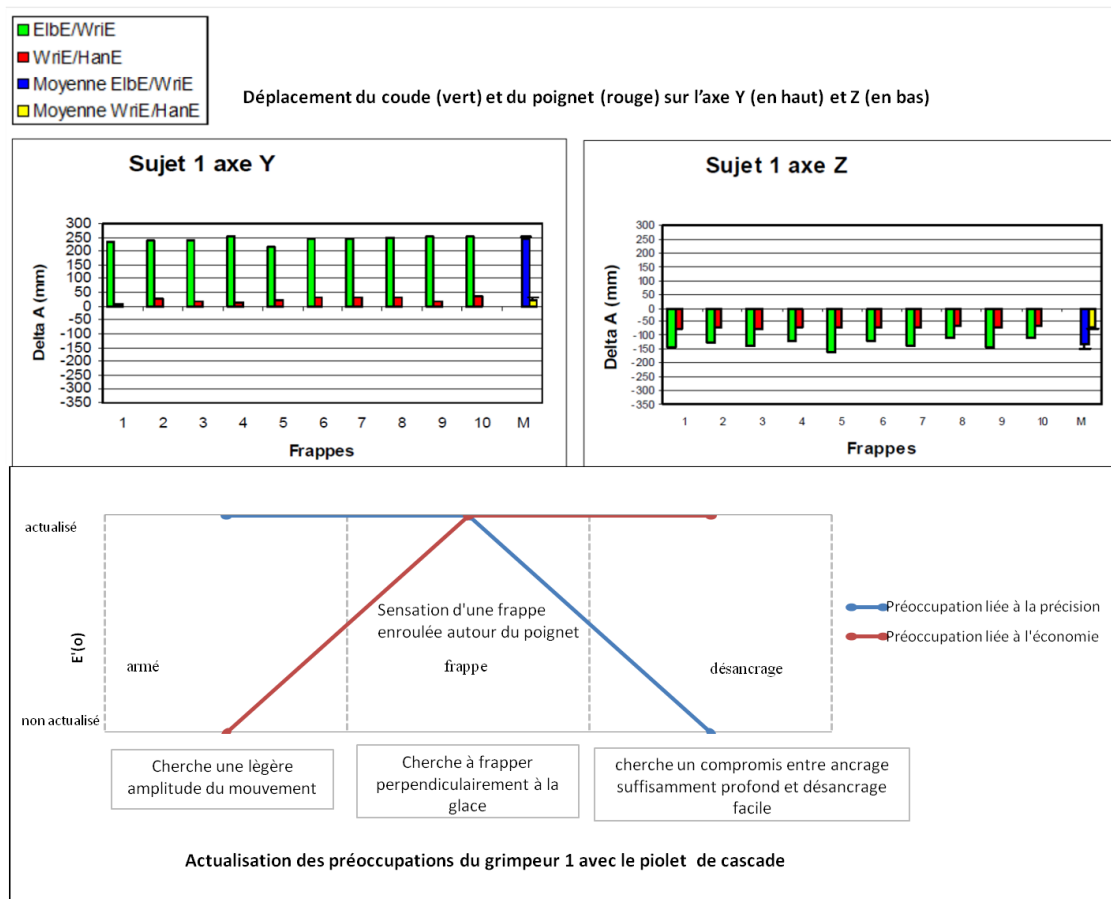 ElbE/WriE
WriE/HanE
Moyenne ElbE/WriE
Moyenne WriE/HanE
Déplacement du coude (vert) et du poignet (rouge) sur l'axe Y (en haut) et Z (en bas)
Sujet 1 axe Y
300
250
200
150
100
50
0
-50
-100
-150
-200
-250
-300
-350
Delta A (mm)
1 2 3 4 5 6 7 8 9 10 M
Frappes
Sujet 1 axe Z
300
250
200
150
100
50
0
-50
-100
-150
-200
-250
-300
-350
Delta A (mm)
1 2 3 4 5 6 7 8 9 10 M
Frappes
actualisé
E'(o)
non actualisé
armé
Sensation d'une frappe
enroulée autour du poignet
frappe
désancrage
Préoccupation liée à la précision
Préoccupation liée à l'économie
Cherche une lègère
amplitude du mouvement
Cherche à frapper
perpendiculairement à la
glace
cherche un compromis entre ancrage
suffisamment profond et désancrage
facile
Actualisation des préoccupations du grimpeur 1 avec le piolet de cascade